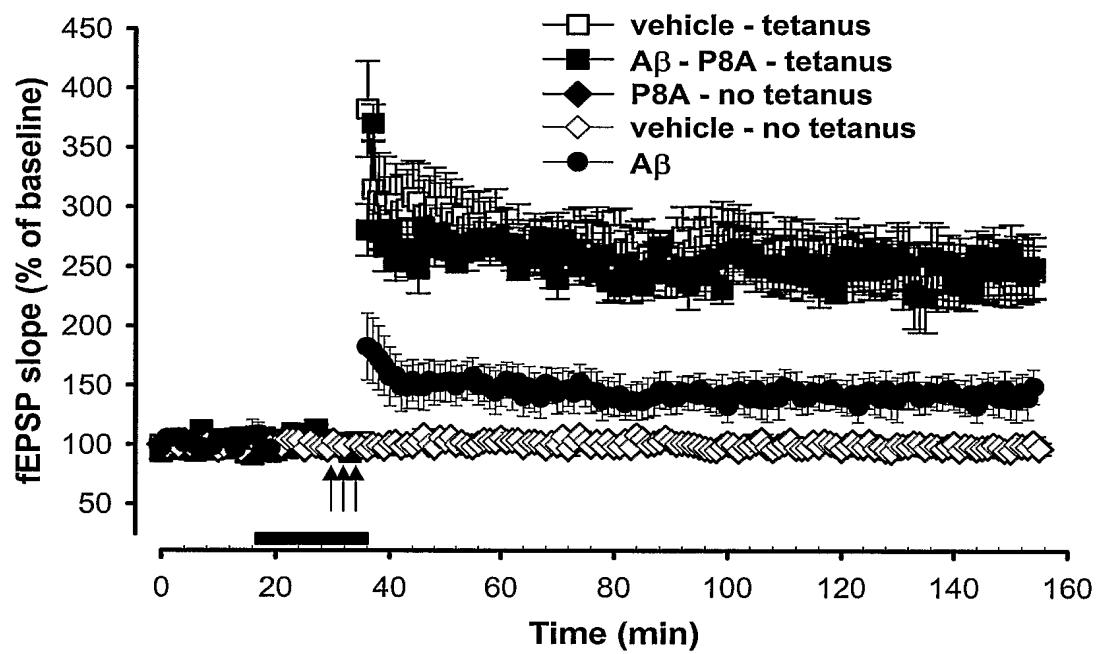 vehicle - tetanus
Aβ - P8A - tetanus
P8A - no tetanus
vehicle - no tetanus
Aβ
fEPSP slope (% of baseline)
450
400
350
300
250
200
150
100
50
0 20 40 60 80 100 120 140 160
Time (min)